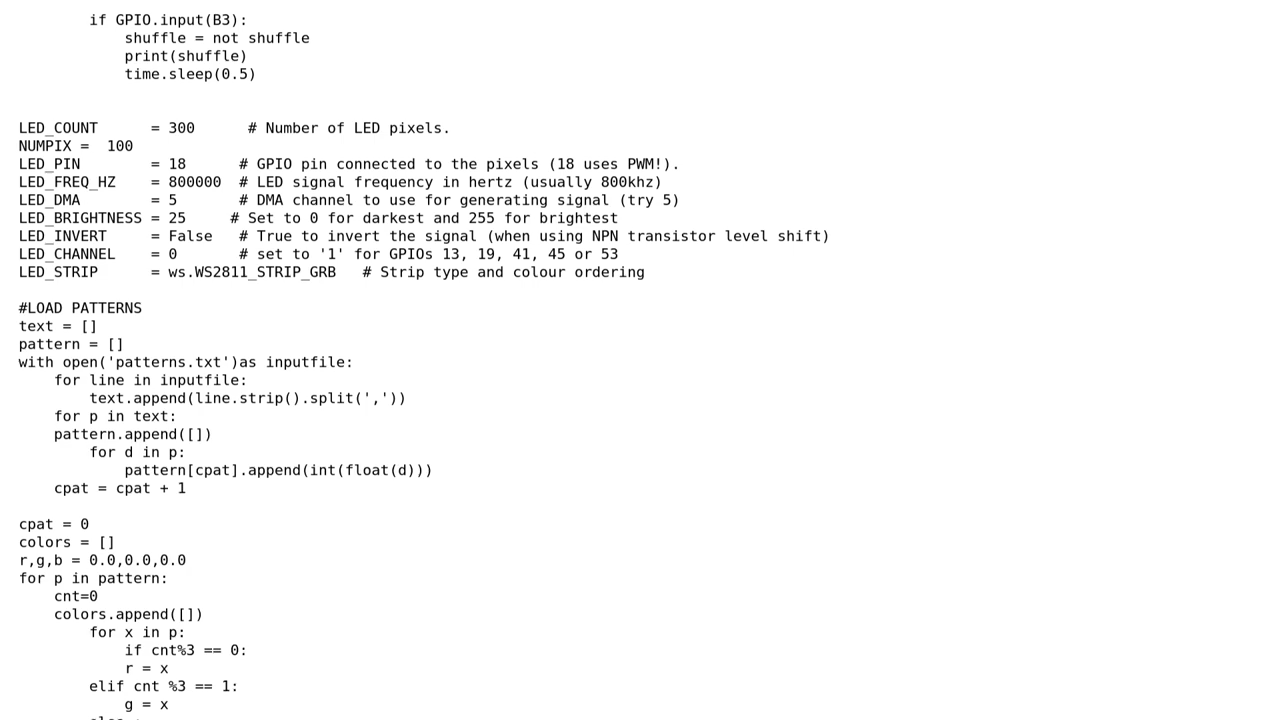 if GPIO.input(B3):
            shuffle = not shuffle
            print(shuffle)
            time.sleep(0.5)


LED_COUNT      = 300      # Number of LED pixels.
NUMPIX =  100
LED_PIN        = 18      # GPIO pin connected to the pixels (18 uses PWM!).
LED_FREQ_HZ    = 800000  # LED signal frequency in hertz (usually 800khz)
LED_DMA        = 5       # DMA channel to use for generating signal (try 5)
LED_BRIGHTNESS = 25     # Set to 0 for darkest and 255 for brightest
LED_INVERT     = False   # True to invert the signal (when using NPN transistor level shift)
LED_CHANNEL    = 0       # set to '1' for GPIOs 13, 19, 41, 45 or 53
LED_STRIP      = ws.WS2811_STRIP_GRB   # Strip type and colour ordering

#LOAD PATTERNS
text = []
pattern = []
with open('patterns.txt')as inputfile:
    for line in inputfile:
        text.append(line.strip().split(','))
    for p in text:
    pattern.append([])
        for d in p:
            pattern[cpat].append(int(float(d)))
    cpat = cpat + 1

cpat = 0
colors = []
r,g,b = 0.0,0.0,0.0
for p in pattern:
    cnt=0
    colors.append([])
        for x in p:
            if cnt%3 == 0:
            r = x
        elif cnt %3 == 1:
            g = x